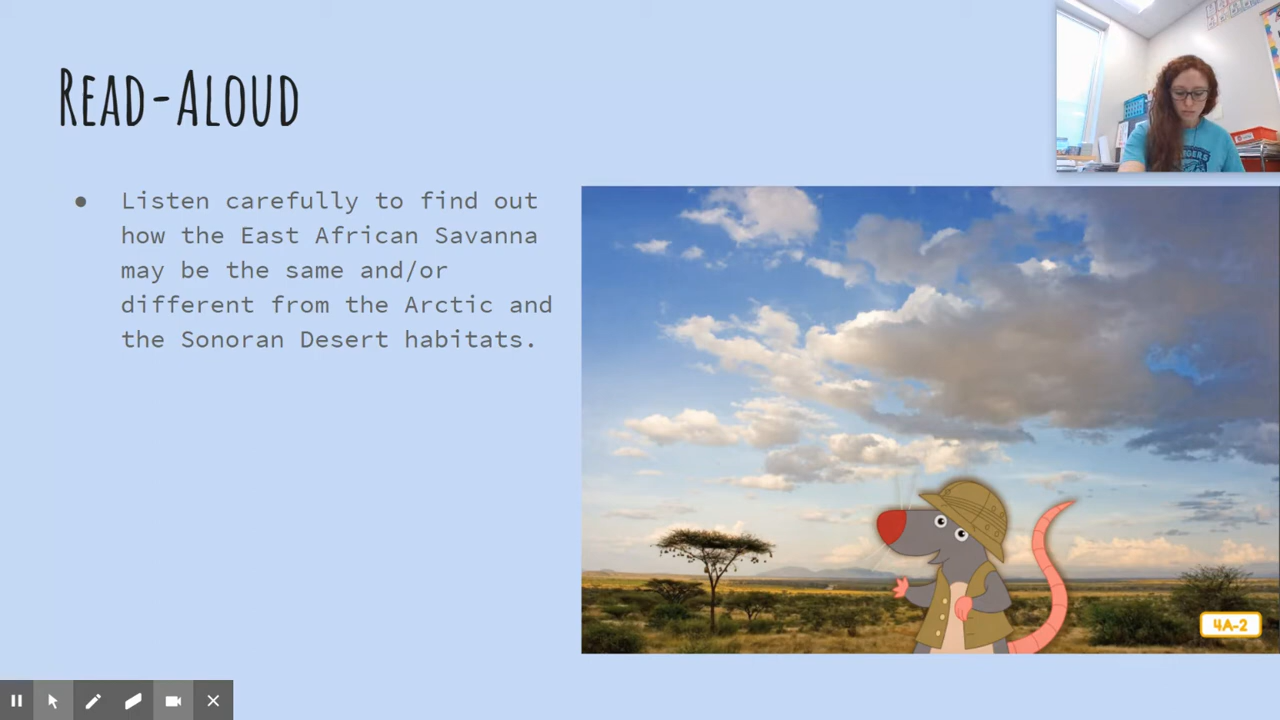 Read-Aloud
● Listen carefully to find out
how the East African Savanna
may be the same and/or
different from the Arctic and
the Sonoran Desert habitats.
4A-2